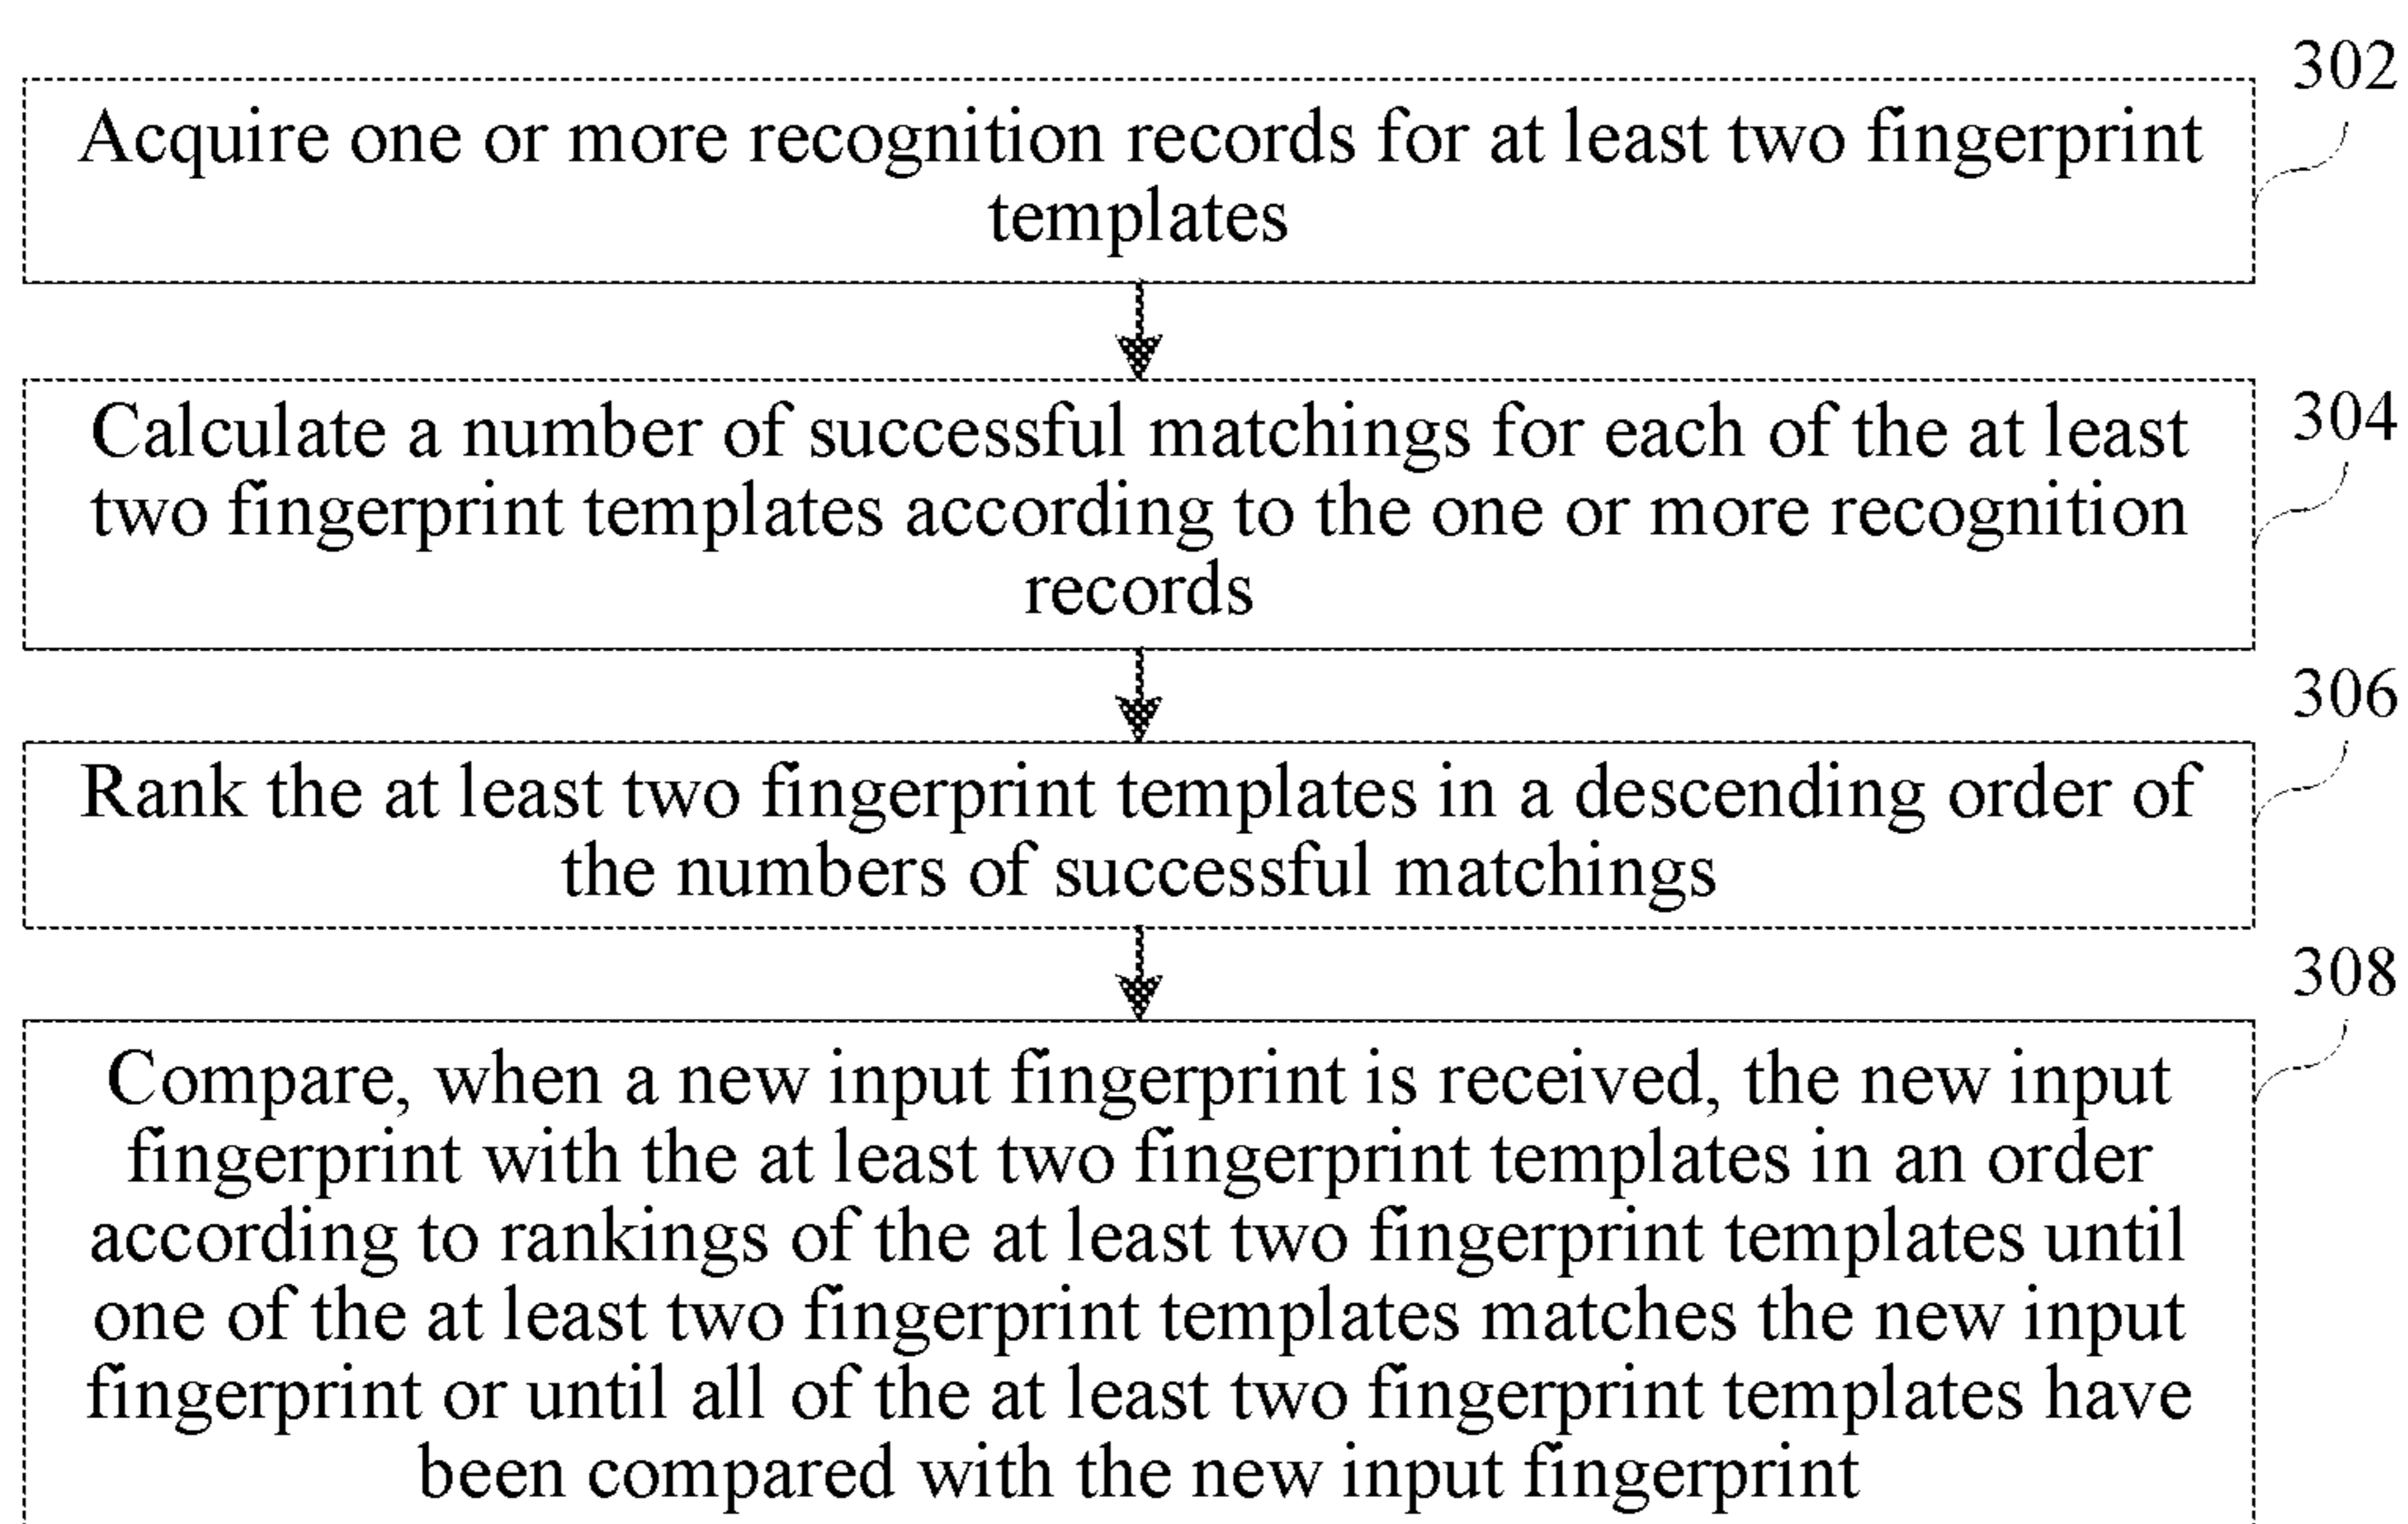 302
Acquire one or more recognition records for at least two fingerprint
templates
304
Calculate a number of successful matchings for each of the at least
two fingerprint templates according to the one or more recognition
records
306
Rank the at least two fingerprint templates in a descending order of
the numbers of successful matchings
308
Compare, when a new input fingerprint is received, the new input
fingerprint with the at least two fingerprint templates in an order
according to rankings of the at least two fingerprint templates until
one of the at least two fingerprint templates matches the new input
fingerprint or until all of the at least two fingerprint templates have
been compared with the new input fingerprint